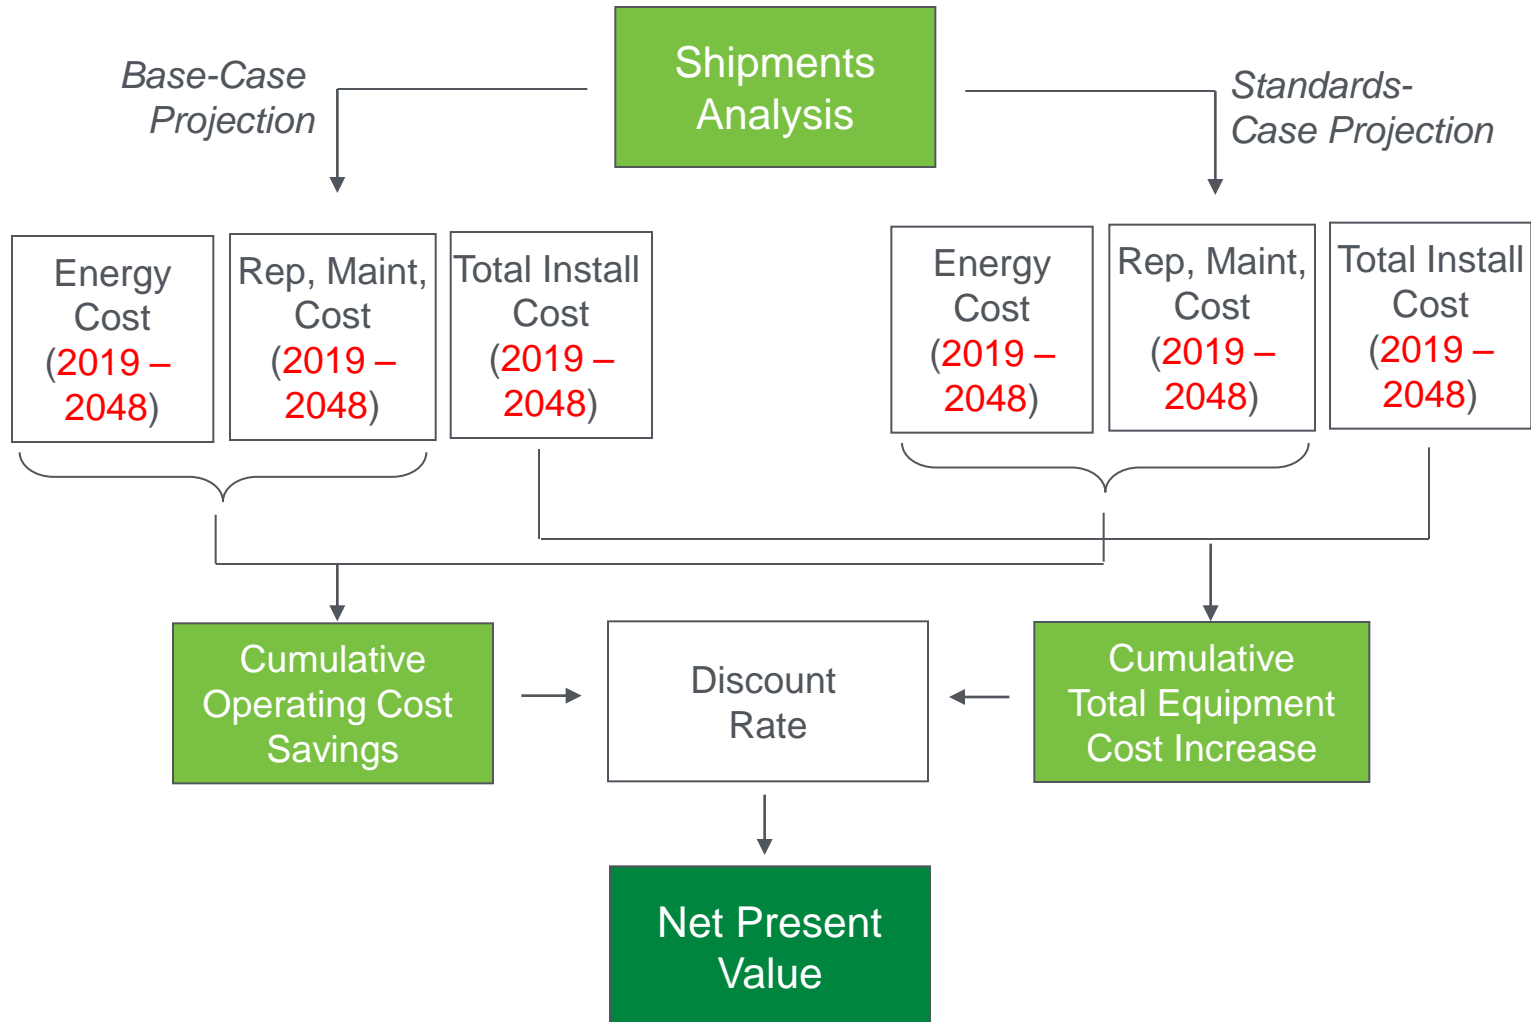 Shipments
Analysis
Base-Case
Projection
Standards-
Case Projection
Energy
Cost
(2019 –
2048)
Rep, Maint,
Cost
(2019 –
2048)
Total Install
Cost
(2019 –
2048)
Energy
Cost
(2019 –
2048)
Rep, Maint,
Cost
(2019 –
2048)
Total Install
Cost
(2019 –
2048)
Cumulative
Operating Cost
Savings
Discount
Rate
Cumulative
Total Equipment
Cost Increase
Net Present
Value